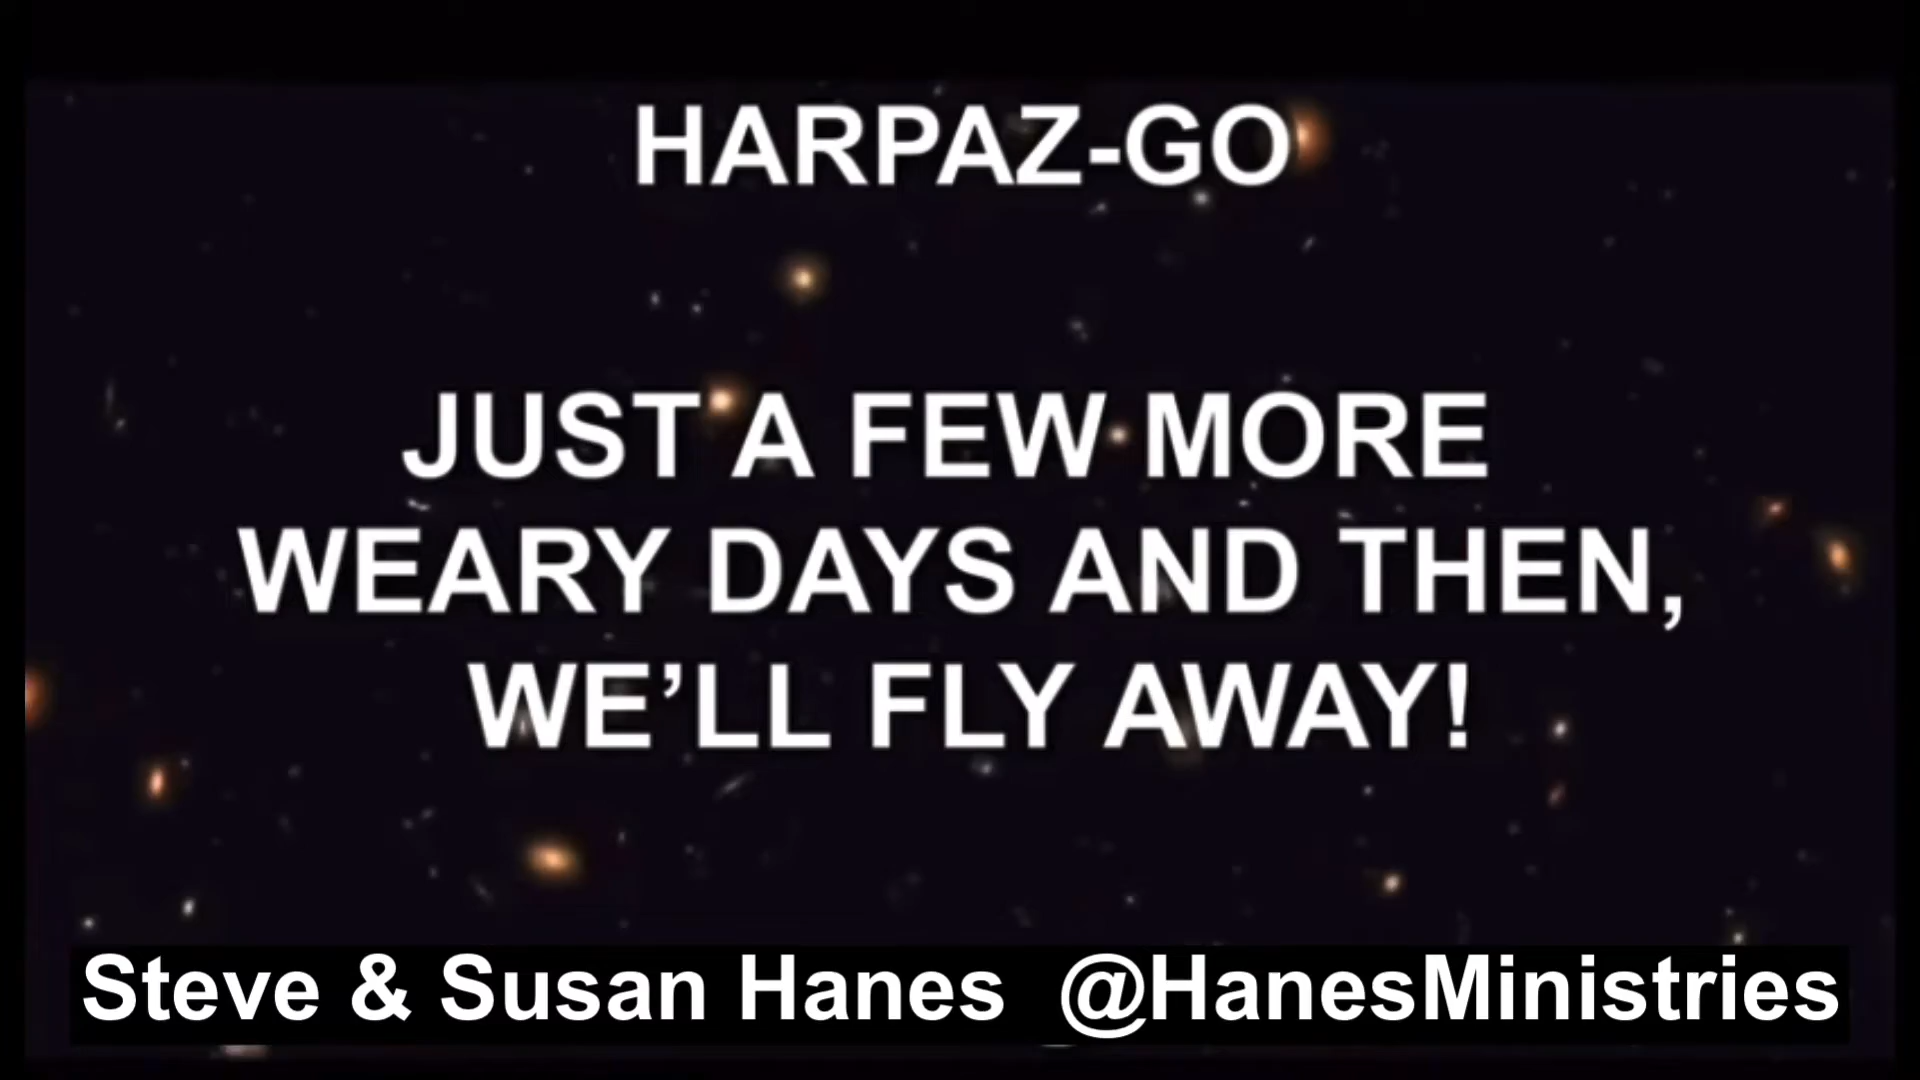 HARPAZ-GO
JUST A FEW MORE
WEARY DAYS AND THEN,
WE’LL FLY AWAY!
Steve & Susan Hanes @HanesMinistries